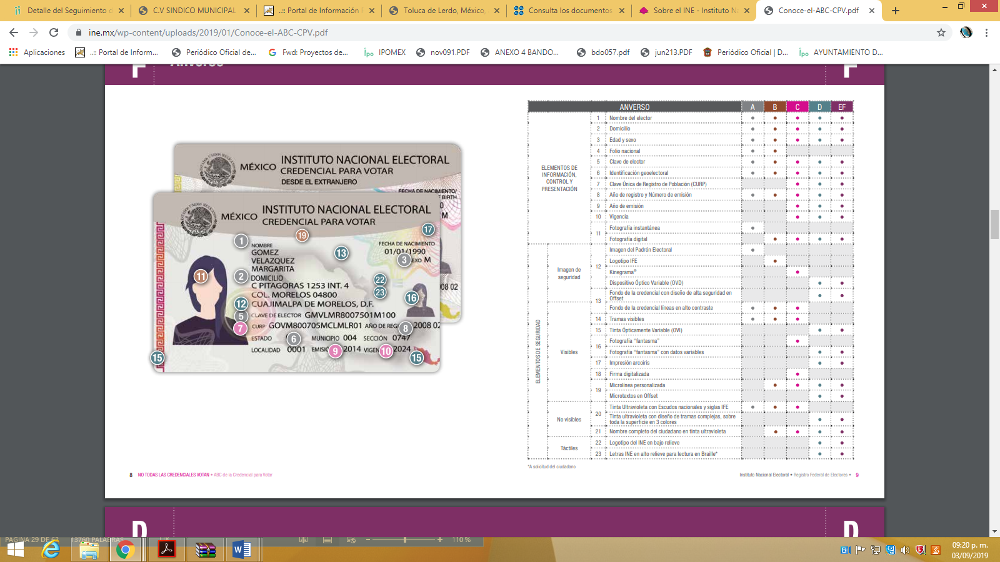 Detalle del Seguimiento d
C.V SINDICO MUNICIPAL
..:: Portal de Información P
Toluca de Lerdo, México,
Consulta los documentos
Sobre el INE - Instituto Na
Conoce-el-ABC-CPV.pdf
ine.mx/wp-content/uploads/2019/01/Conoce-el-ABC-CPV.pdf
Aplicaciones
..:: Portal de Inform...
Periódico Oficial de...
Fwd: Proyectos de...
IPOMEX
nov091.PDF
ANEXO 4 BANDO...
bdo057.pdf
jun213.PDF
Periódico Oficial | D...
AYUNTAMIENTO D...
F Anverso F
MÉXICO INSTITUTO NACIONAL ELECTORAL
CREDENCIAL PARA VOTAR
DESDE EL EXTRANJERO
FECHA DE NACIMIENTO/
BIRTH
M
08 02
MÉXICO INSTITUTO NACIONAL ELECTORAL
CREDENCIAL PARA VOTAR
17
19
1
NOMBRE
GOMEZ
VELAZQUEZ
MARGARITA
FECHA DE NACIMIENTO
01/01/1990
3 EXO M
13
11
2
DOMICILIO
C PITAGORAS 1253 INT. 4
COL. MORELOS 04800
CUAJIMALPA DE MORELOS, D.F.
22
23
16
12
5 CLAVE DE ELECTOR GMVLMR8007501M100
7 CURP GOVM800705MCLMLR01 AÑO DE REG 8 2008 02
ESTADO 6 MUNICIPIO 004 SECCIÓN 0747
LOCALIDAD 0001 EMISIÓ 9 2014 VIGEN 10 2024
15
15
ANVERSO A B C D EF
ELEMENTOS DE INFORMACIÓN, CONTROL Y PRESENTACIÓN
1 Nombre del elector
2 Domicilio
3 Edad y sexo
4 Folio nacional
5 Clave de elector
6 Identificación geoelectoral
7 Clave Única de Registro de Población (CURP)
8 Año de registro y Número de emisión
9 Año de emisión
10 Vigencia
11 Fotografía instantánea
Fotografía digital
ELEMENTOS DE SEGURIDAD
Imagen de seguridad
12 Imagen del Padrón Electoral
Logotipo IFE
Kinegrama®
Dispositivo Óptico Variable (OVD)
13 Fondo de la credencial con diseño de alta seguridad en Offset
Visibles
Fondo de la credencial líneas en alto contraste
14 Tramas visibles
15 Tinta Ópticamente Variable (OVI)
16 Fotografía “fantasma”
Fotografía “fantasma” con datos variables
17 Impresión arcoiris
18 Firma digitalizada
19 Microlínea personalizada
Microtextos en Offset
No visibles
20 Tinta Ultravioleta con Escudos nacionales y siglas IFE
Tinta ultravioleta con diseño de tramas complejas, sobre toda la superficie en 3 colores
21 Nombre completo del ciudadano en tinta ultravioleta
Táctiles
22 Logotipo del INE en bajo relieve
23 Letras INE en alto relieve para lectura en Braille*
*A solicitud del ciudadano
8 NO TODAS LAS CREDENCIALES VOTAN • ABC de la Credencial para Votar
Instituto Nacional Electoral • Registro Federal de Electores • 9
D D
PÁGINA 29 DE 62 13760 PALABRAS 110 %
09:20 p. m.
03/09/2019